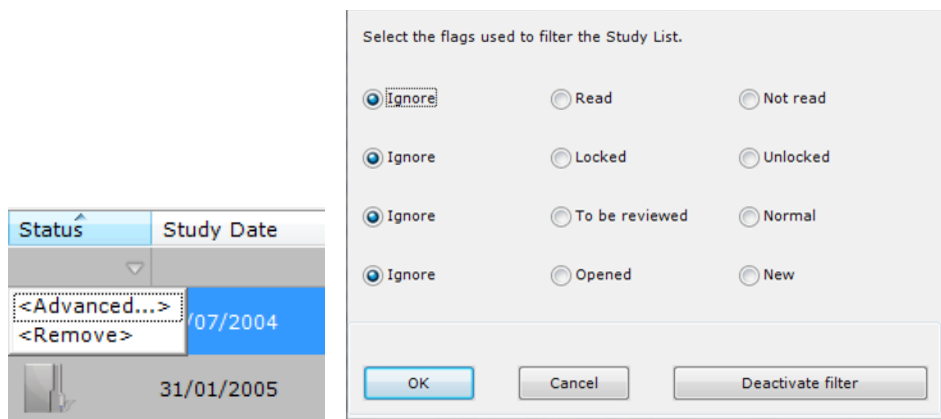 Status Study Date
<Advanced...>
<Remove>
/07/2004
31/01/2005
Select the flags used to filter the Study List.
Ignore Read Not read
Ignore Locked Unlocked
Ignore To be reviewed Normal
Ignore Opened New
OK Cancel Deactivate filter